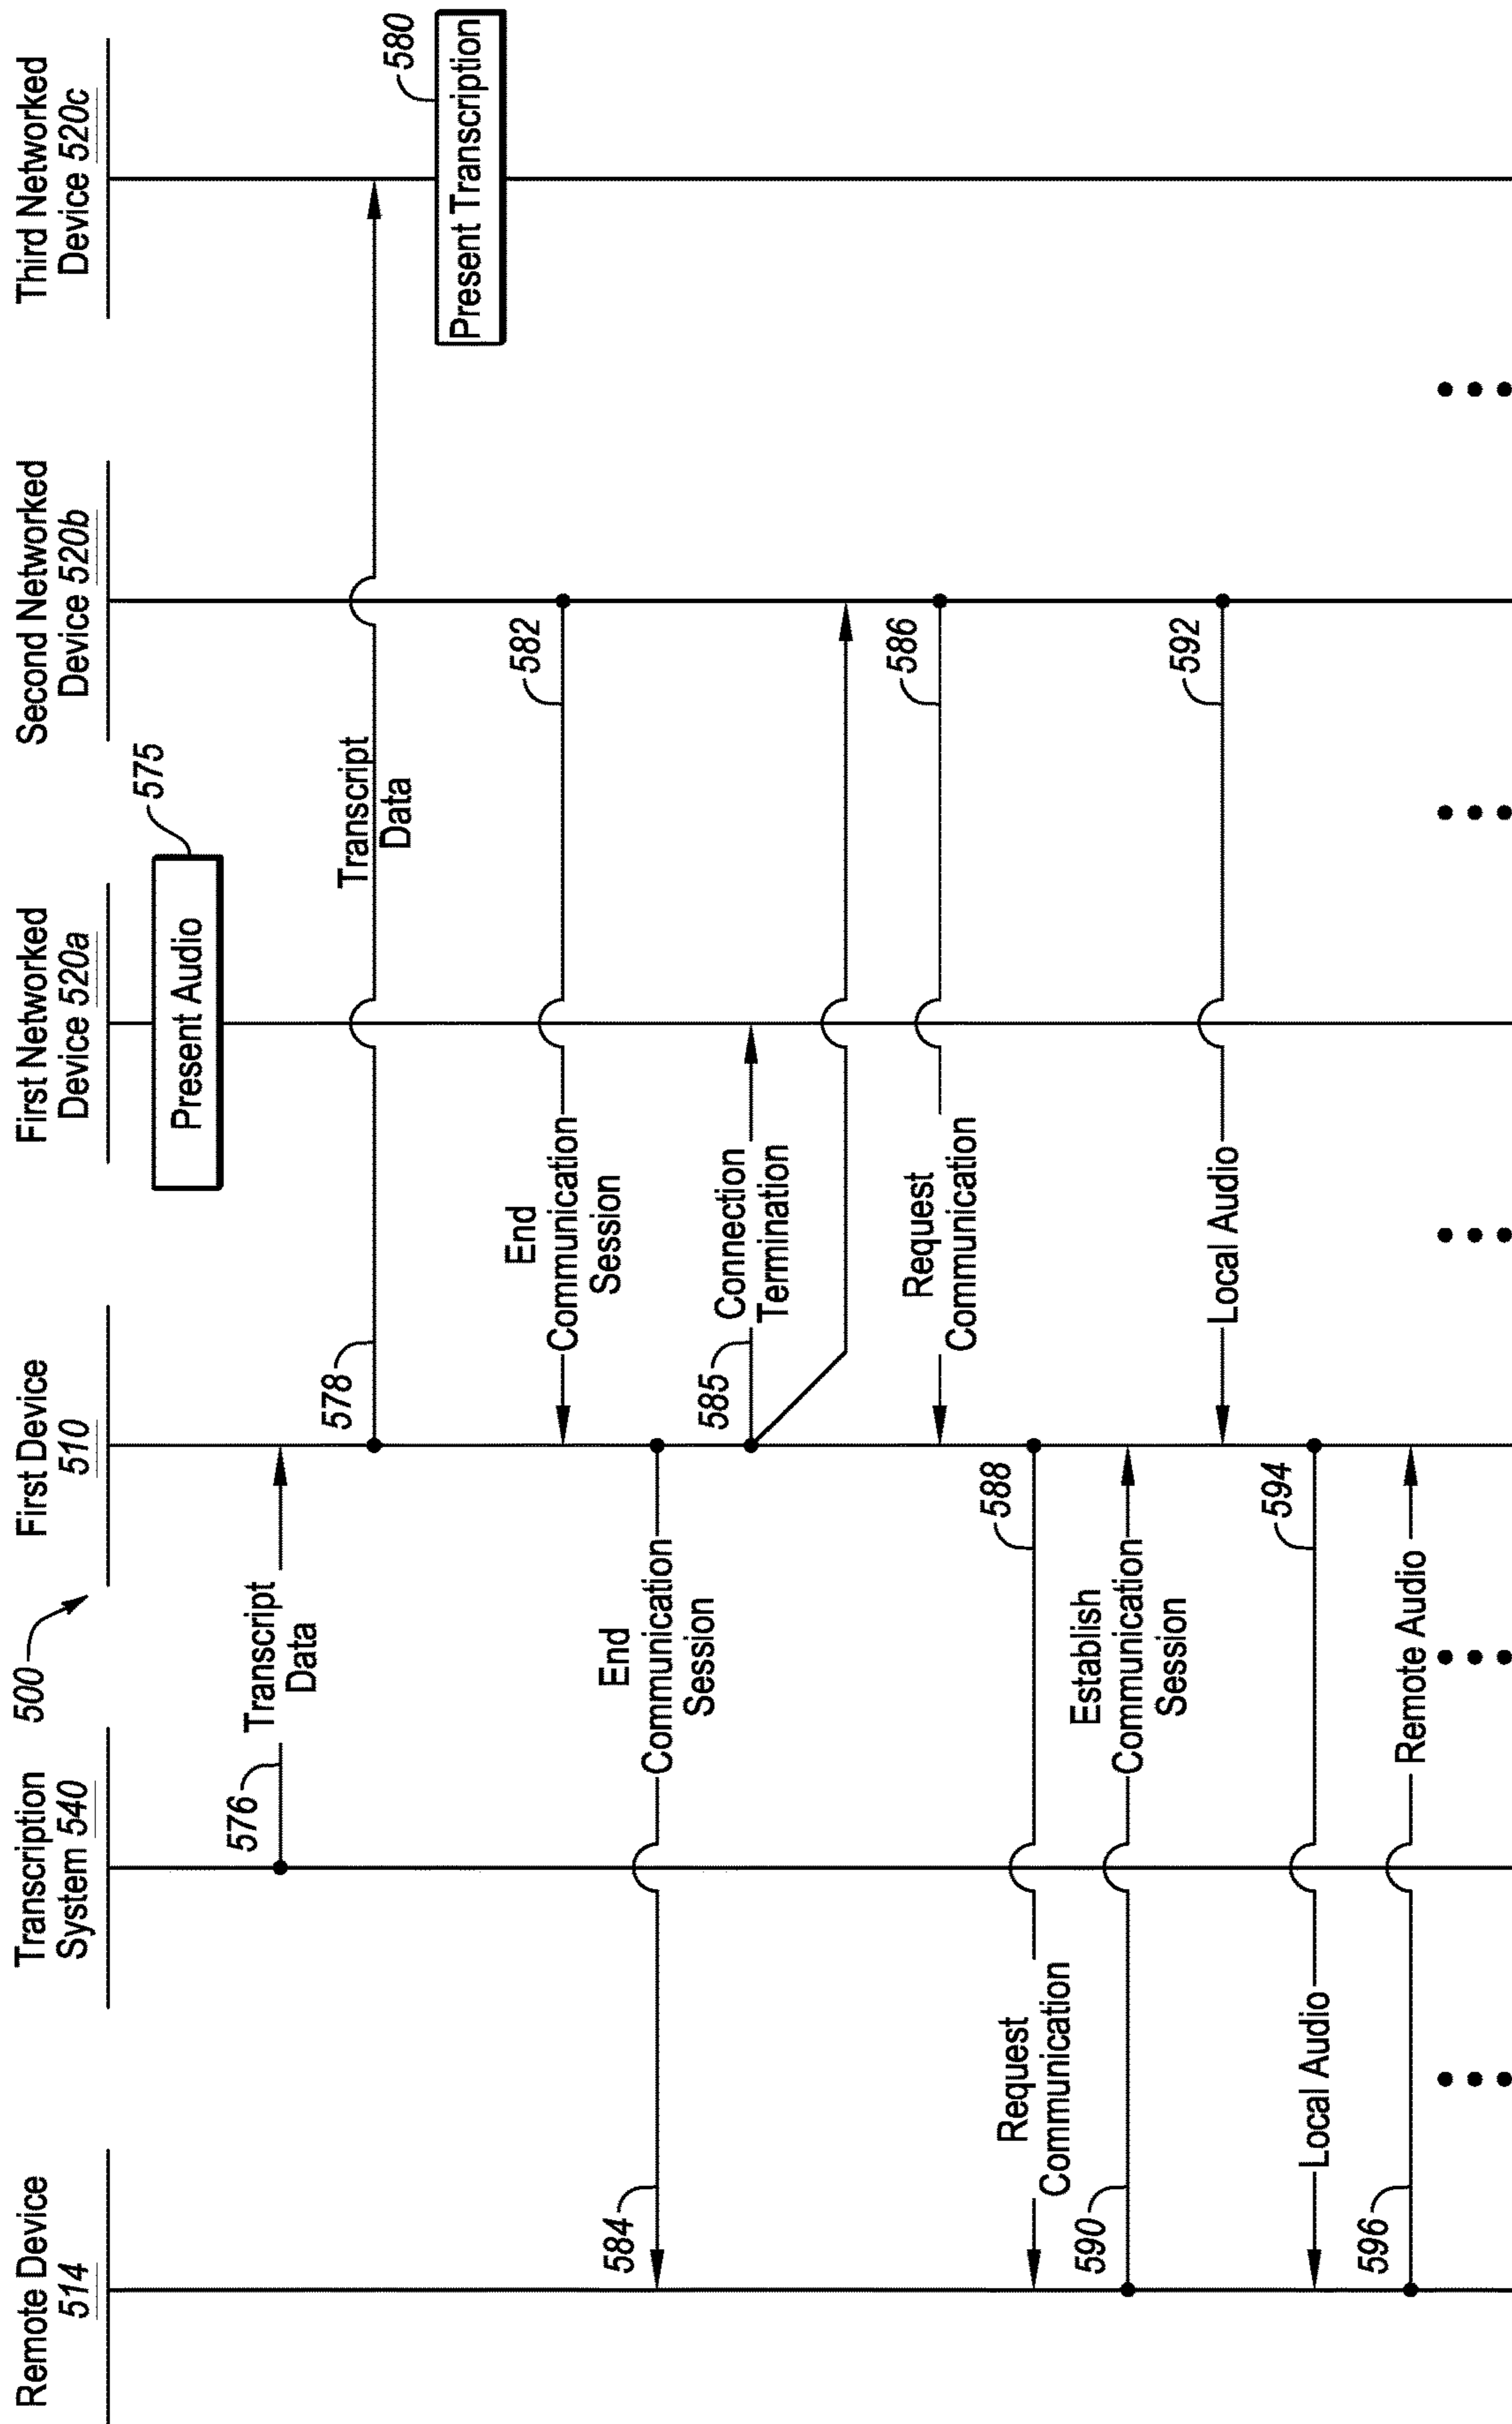 Remote Device
514
Transcription
System 540
500
First Device
510
First Networked
Device 520a
Second Networked
Device 520b
Third Networked
Device 520c
Present Audio
575
576
Transcript
Data
578
Transcript
Data
Present Transcription
580
End
Communication
Session
582
584
End
Communication
Session
585
Connection
Termination
Request
Communication
586
Request
Communication
588
590
Establish
Communication
Session
Local Audio
592
Local Audio
594
596
Remote Audio